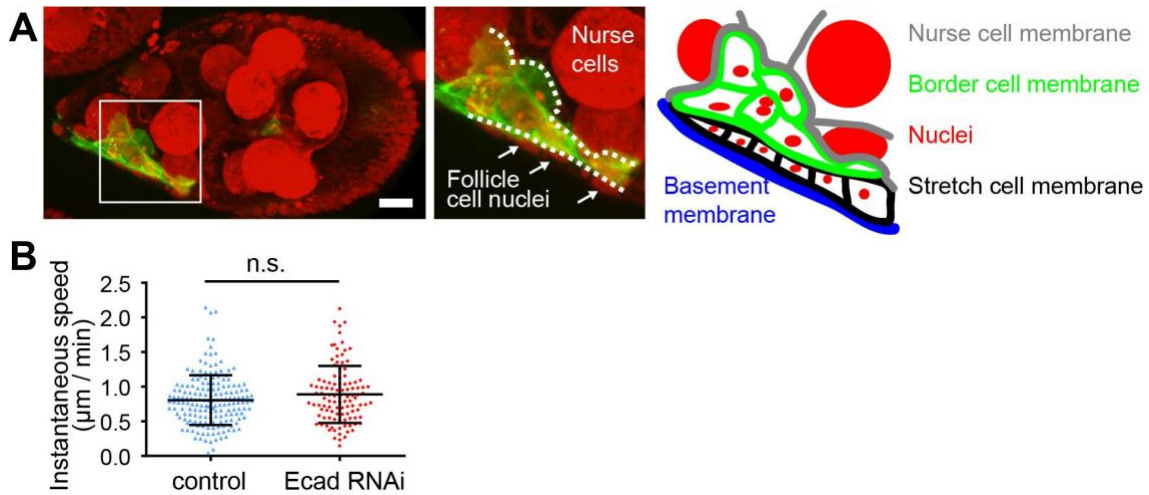 A
Nurse
cells
Follicle
cell nuclei
Nurse cell membrane
Border cell membrane
Nuclei
Stretch cell membrane
Basement
membrane
B
n.s.
Instantaneous speed
(μm / min)
2.5
2.0
1.5
1.0
0.5
0.0
control
Ecad RNAi